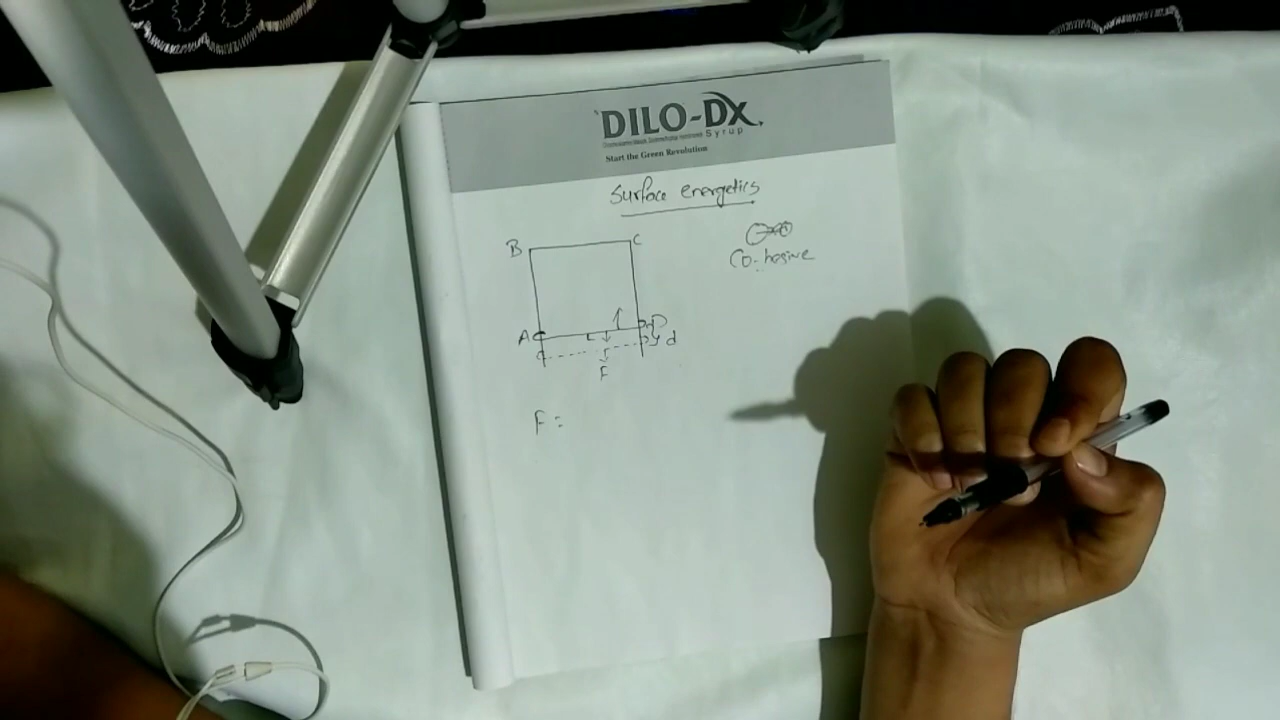 DILO-DX
Syrup
Start the Green Revolution
Surface energetics
B
C
Co-hesive
A
L
D
d
F
F =